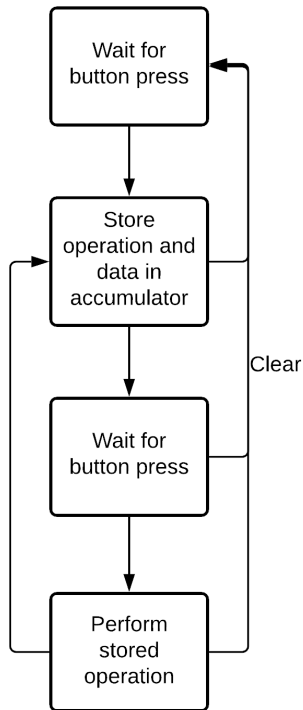 Wait for
button press
Store
operation and
data in
accumulator
Clear
Wait for
button press
Perform
stored
operation